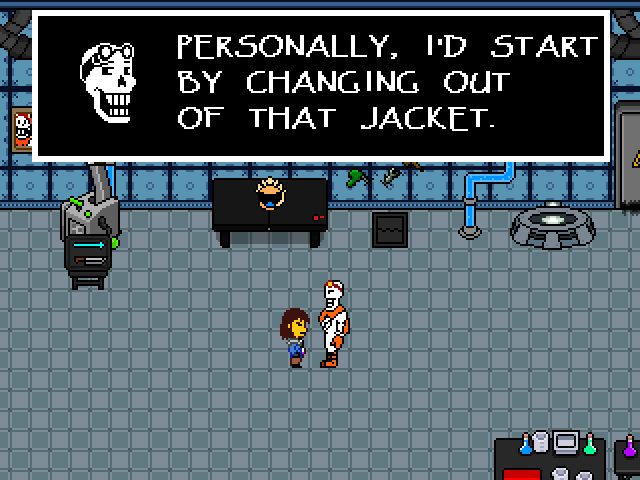 PERSONALLY, I'D START
BY CHANGING OUT
OF THAT JACKET.